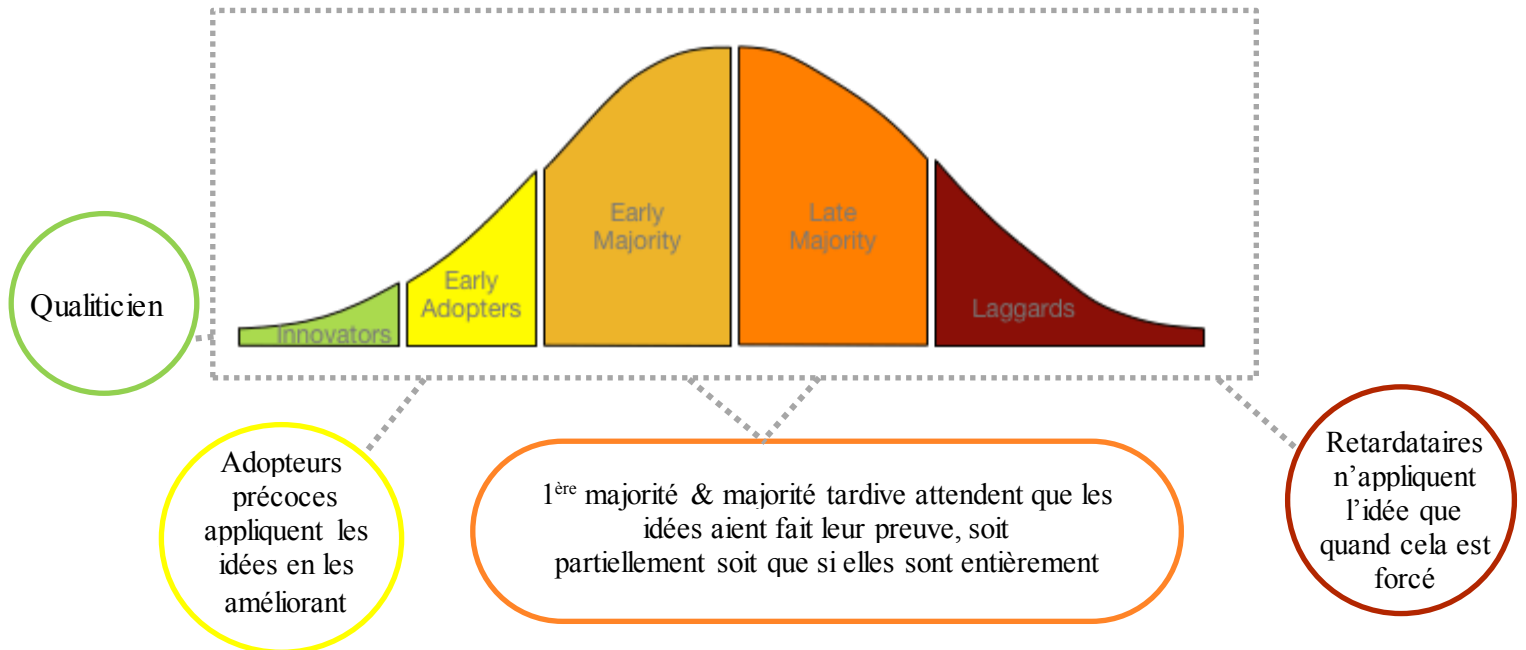 Early
Majority
Late
Majority
Early
Adopters
Innovators
Laggards
Qualiticien
Adopteurs
précoces
appliquent les
idées en les
améliorant
1ère majorité & majorité tardive attendent que les
idées aient fait leur preuve, soit
partiellement soit que si elles sont entièrement
Retardataires
n’appliquent
l’idée que
quand cela est
forcé